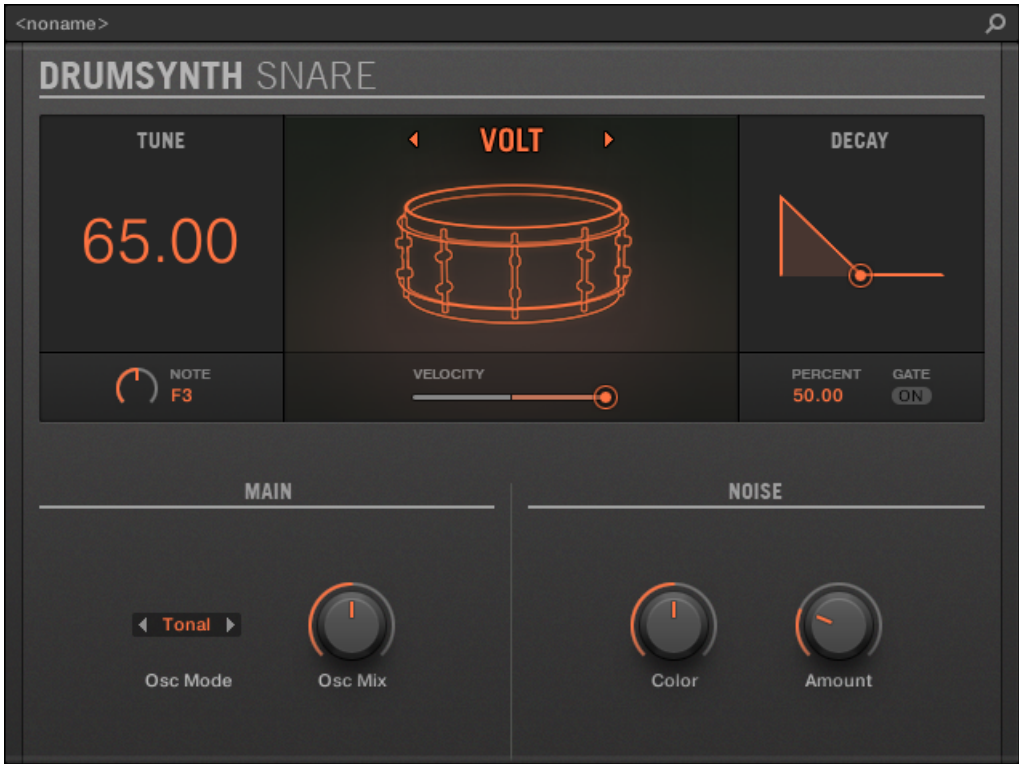 <noname>
DRUMSYNTH SNARE
TUNE
VOLT
DECAY
65.00
NOTE
F3
VELOCITY
PERCENT
50.00
GATE
ON
MAIN
NOISE
Tonal
Osc Mode
Osc Mix
Color
Amount